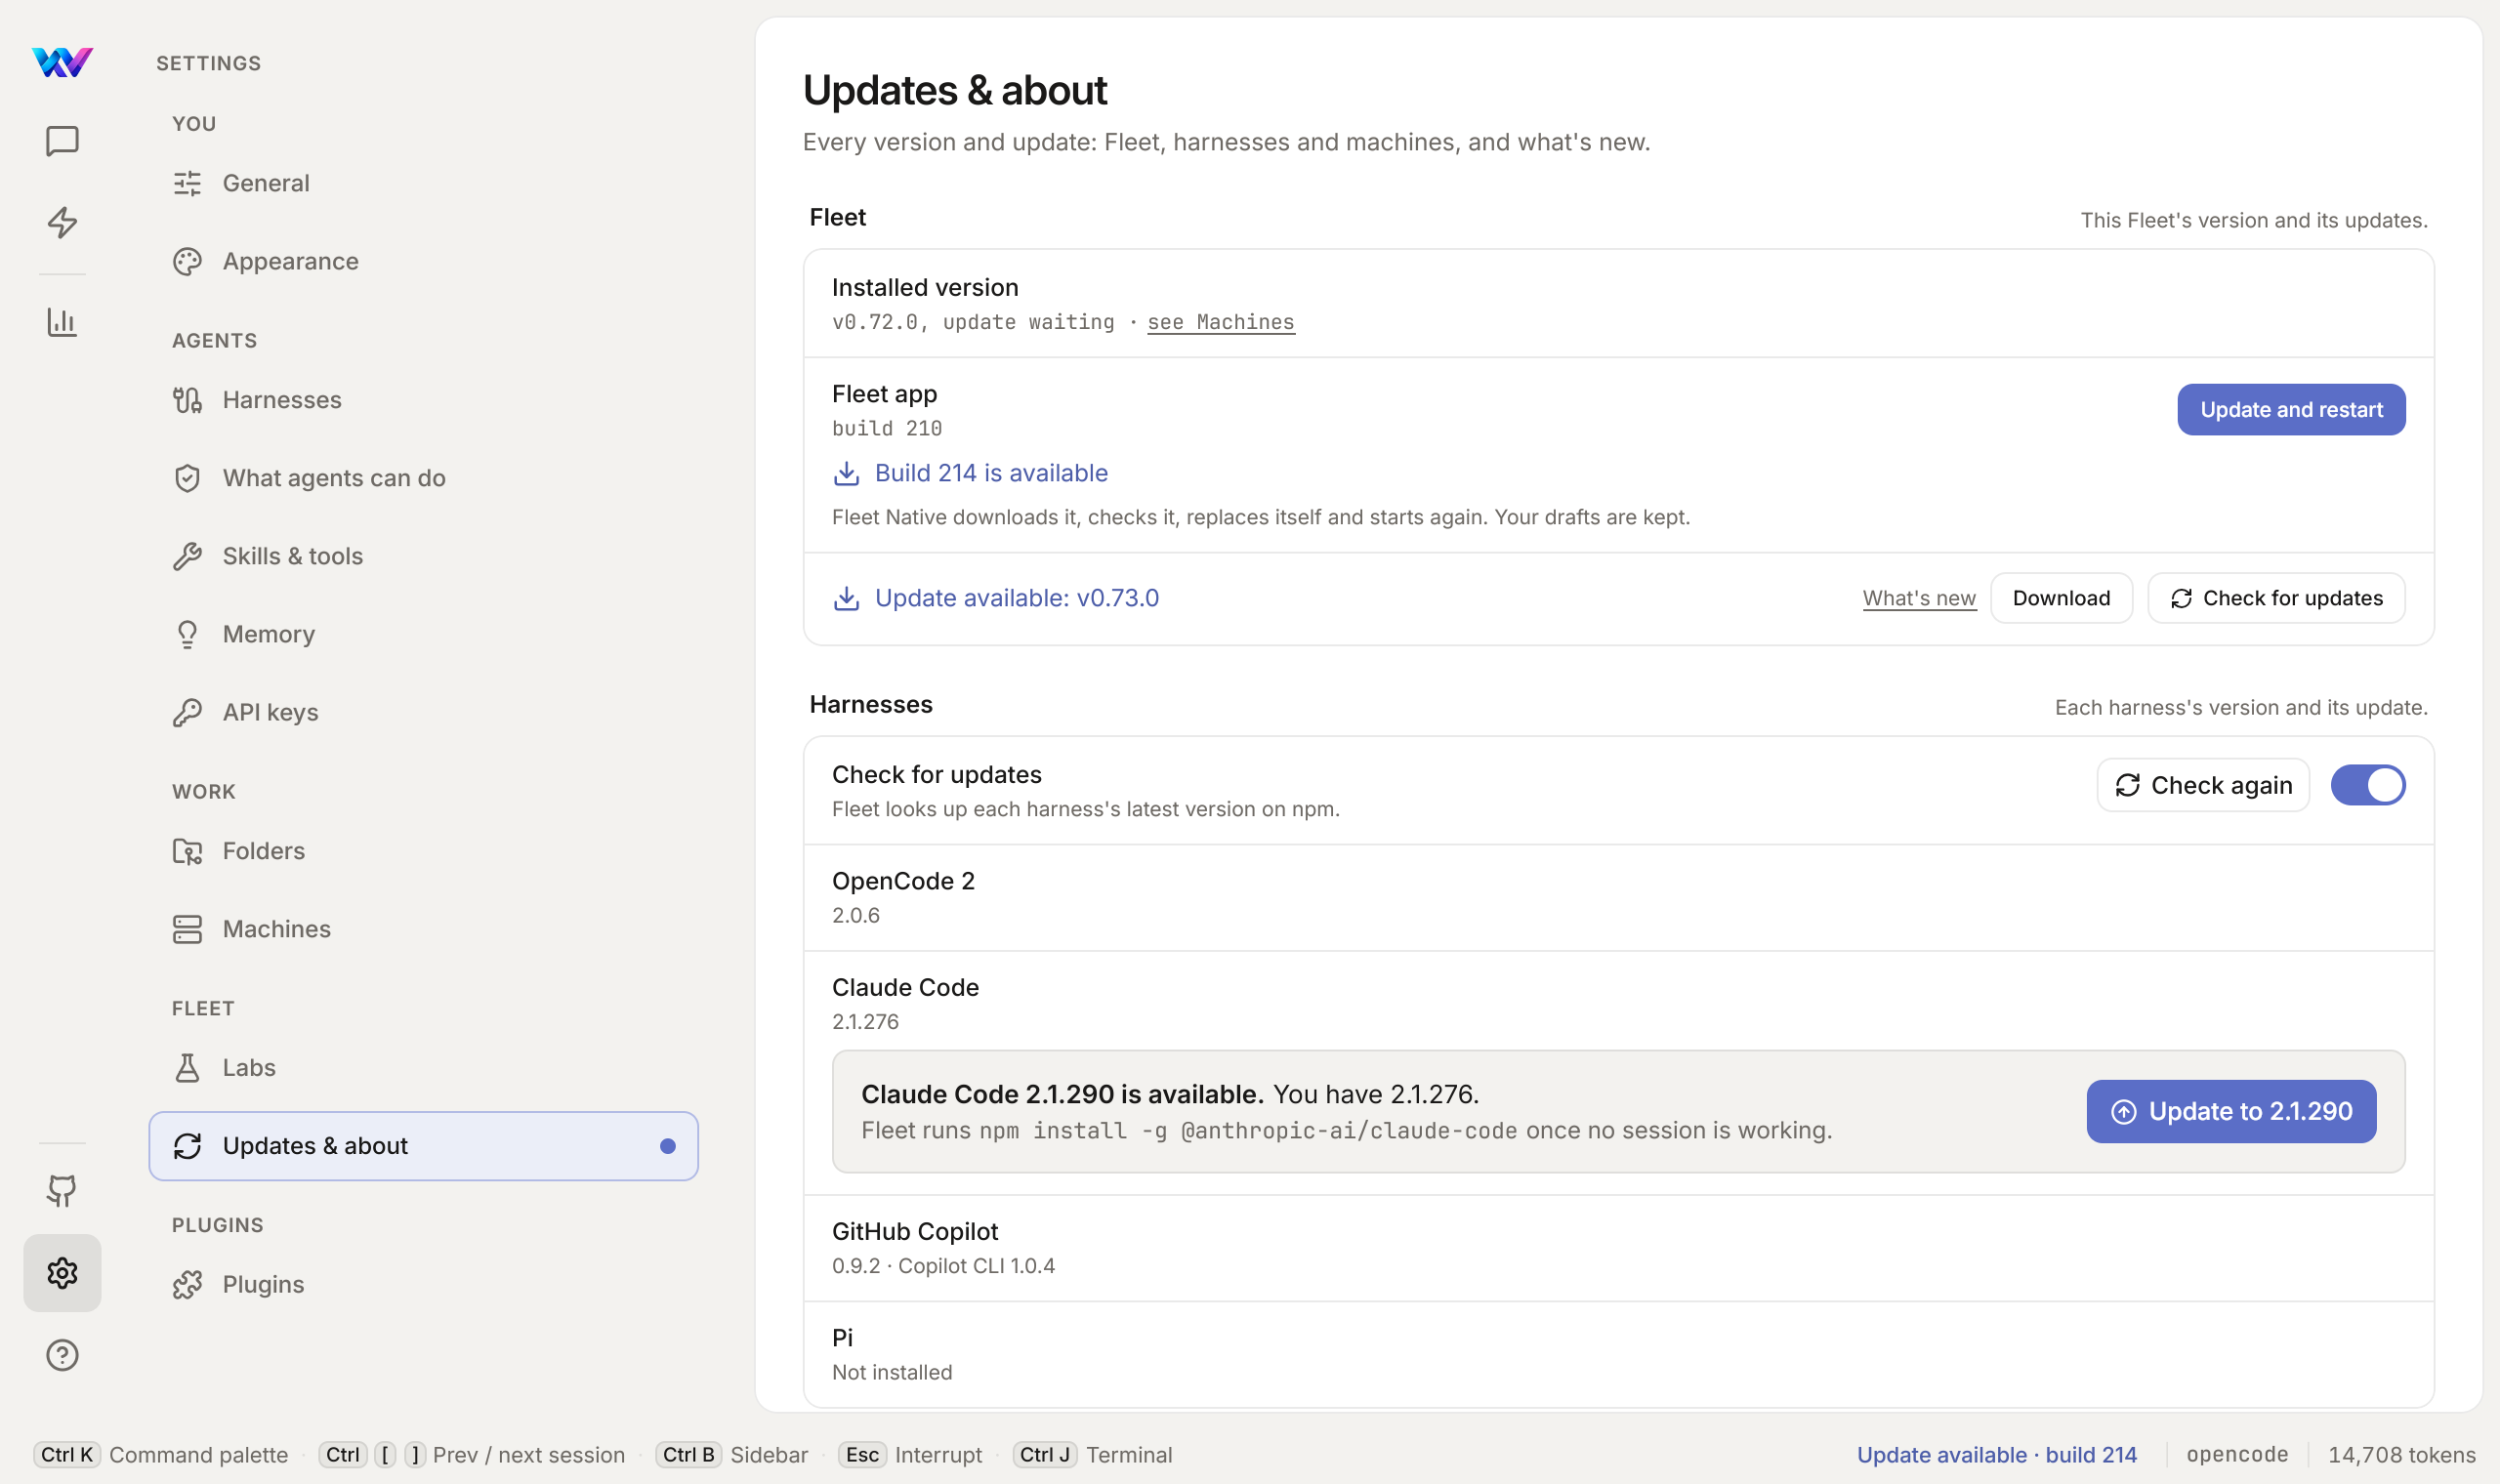 SETTINGS
YOU
General
Appearance
AGENTS
Harnesses
What agents can do
Skills & tools
Memory
API keys
WORK
Folders
Machines
FLEET
Labs
Updates & about
PLUGINS
Plugins
Updates & about
Every version and update: Fleet, harnesses and machines, and what's new.
Fleet
This Fleet's version and its updates.
Installed version
v0.72.0, update waiting · see Machines
Fleet app
build 210
Update and restart
Build 214 is available
Fleet Native downloads it, checks it, replaces itself and starts again. Your drafts are kept.
Update available: v0.73.0
What's new
Download
Check for updates
Harnesses
Each harness's version and its update.
Check for updates
Fleet looks up each harness's latest version on npm.
Check again
OpenCode 2
2.0.6
Claude Code
2.1.276
Claude Code 2.1.290 is available. You have 2.1.276.
Fleet runs npm install -g @anthropic-ai/claude-code once no session is working.
Update to 2.1.290
GitHub Copilot
0.9.2 · Copilot CLI 1.0.4
Pi
Not installed
Ctrl K Command palette · Ctrl [ ] Prev / next session · Ctrl B Sidebar · Esc Interrupt · Ctrl J Terminal
Update available · build 214
opencode
14,708 tokens